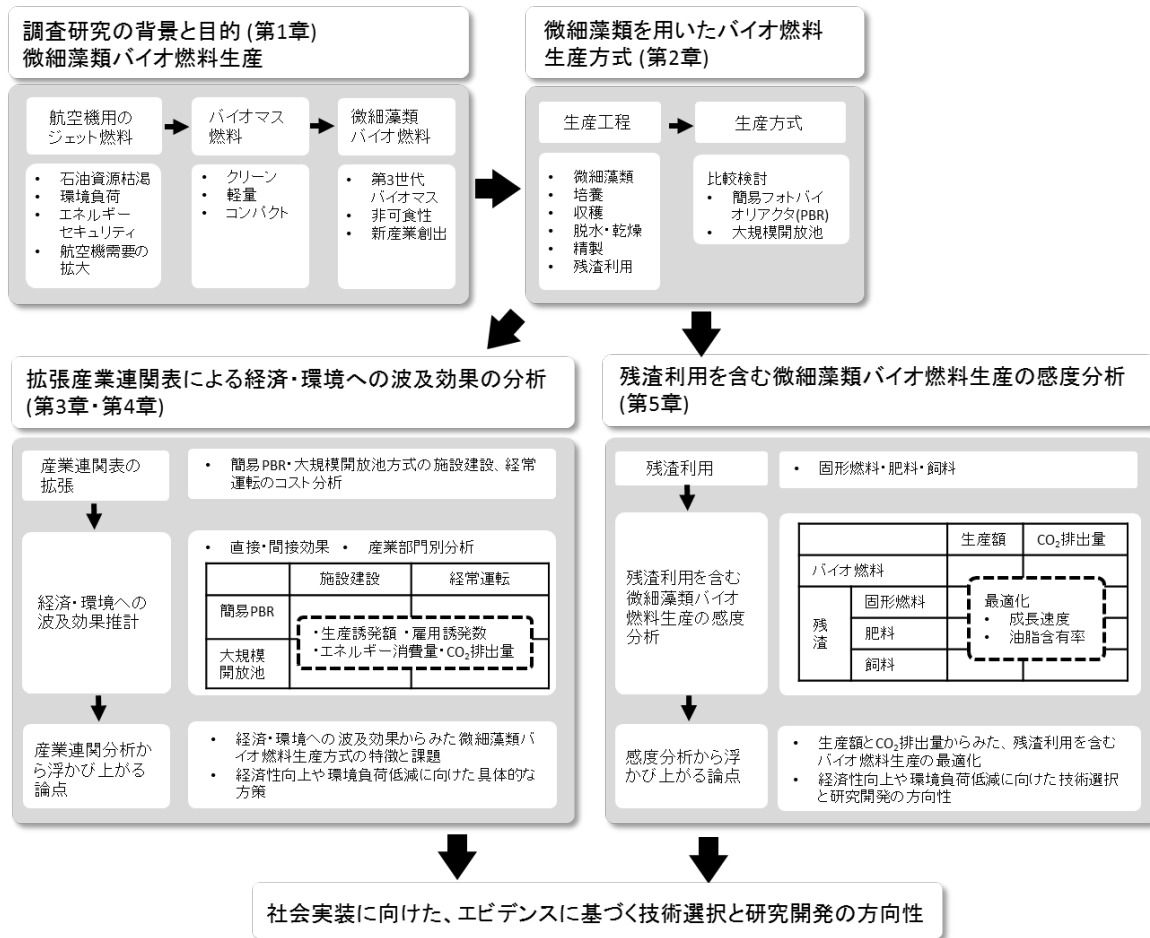 調査研究の背景と目的 (第1章)
微細藻類バイオ燃料生産
航空機用の
ジェット燃料
バイオマス
燃料
微細藻類
バイオ燃料
• 石油資源枯渇
• 環境負荷
• エネルギー
セキュリティ
• 航空機需要の
拡大
• クリーン
• 軽量
• コンパクト
• 第3世代
バイオマス
• 非可食性
• 新産業創出
微細藻類を用いたバイオ燃料
生産方式 (第2章)
生産工程
生産方式
• 微細藻類
• 培養
• 収穫
• 脱水・乾燥
• 精製
• 残渣利用
比較検討
• 簡易フォトバイ
オリアクタ(PBR)
• 大規模開放池
拡張産業連関表による経済・環境への波及効果の分析
(第3章・第4章)
産業連関表の
拡張
• 簡易PBR・大規模開放池方式の施設建設、経常
運転のコスト分析
経済・環境への
波及効果推計
• 直接・間接効果 • 産業部門別分析
施設建設 経常運転
簡易PBR
大規模
開放池
・生産誘発額 ・雇用誘発数
・エネルギー消費量・CO₂排出量
産業連関分析か
ら浮かび上がる
論点
• 経済・環境への波及効果からみた微細藻類バ
イオ燃料生産方式の特徴と課題
• 経済性向上や環境負荷低減に向けた具体的な
方策
残渣利用を含む微細藻類バイオ燃料生産の感度分析
(第5章)
残渣利用
• 固形燃料・肥料・飼料
残渣利用を含む
微細藻類バイオ
燃料生産の感度
分析
生産額 CO₂排出量
バイオ燃料
残
渣
固形燃料
肥料
飼料
最適化
• 成長速度
• 油脂含有率
感度分析から浮
かび上がる論点
• 生産額とCO₂排出量からみた、残渣利用を含む
バイオ燃料生産の最適化
• 経済性向上や環境負荷低減に向けた技術選択
と研究開発の方向性
社会実装に向けた、エビデンスに基づく技術選択と研究開発の方向性